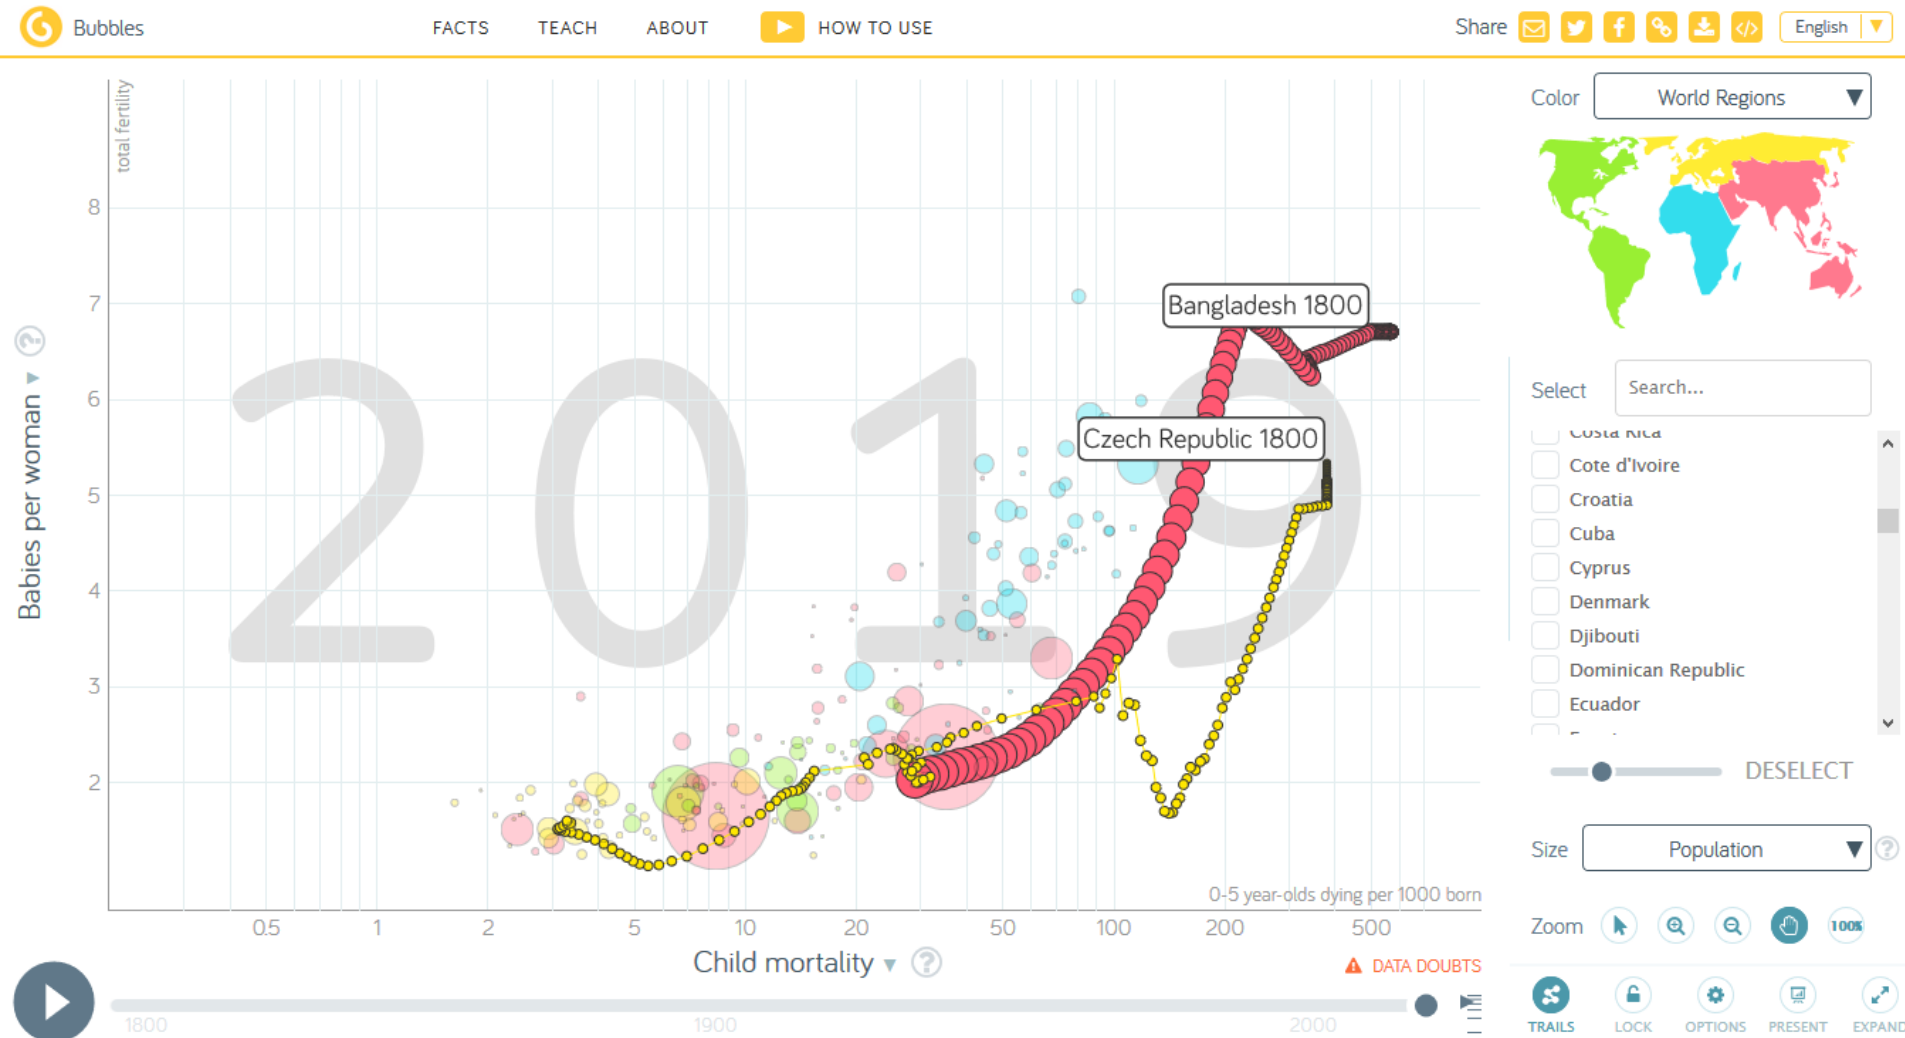 Bubbles
FACTS TEACH ABOUT HOW TO USE
Share English
total fertility
Babies per woman
8
7
6
5
4
3
2
2019
Bangladesh 1800
Czech Republic 1800
0-5 year-olds dying per 1000 born
0.5 1 2 5 10 20 50 100 200 500
Child mortality ?
DATA DOUBTS
1800 1900 2000
Color World Regions
Select Search...
Costa Rica
Cote d'Ivoire
Croatia
Cuba
Cyprus
Denmark
Djibouti
Dominican Republic
Ecuador
DESELECT
Size Population ?
Zoom 100%
TRAILS LOCK OPTIONS PRESENT EXPAND